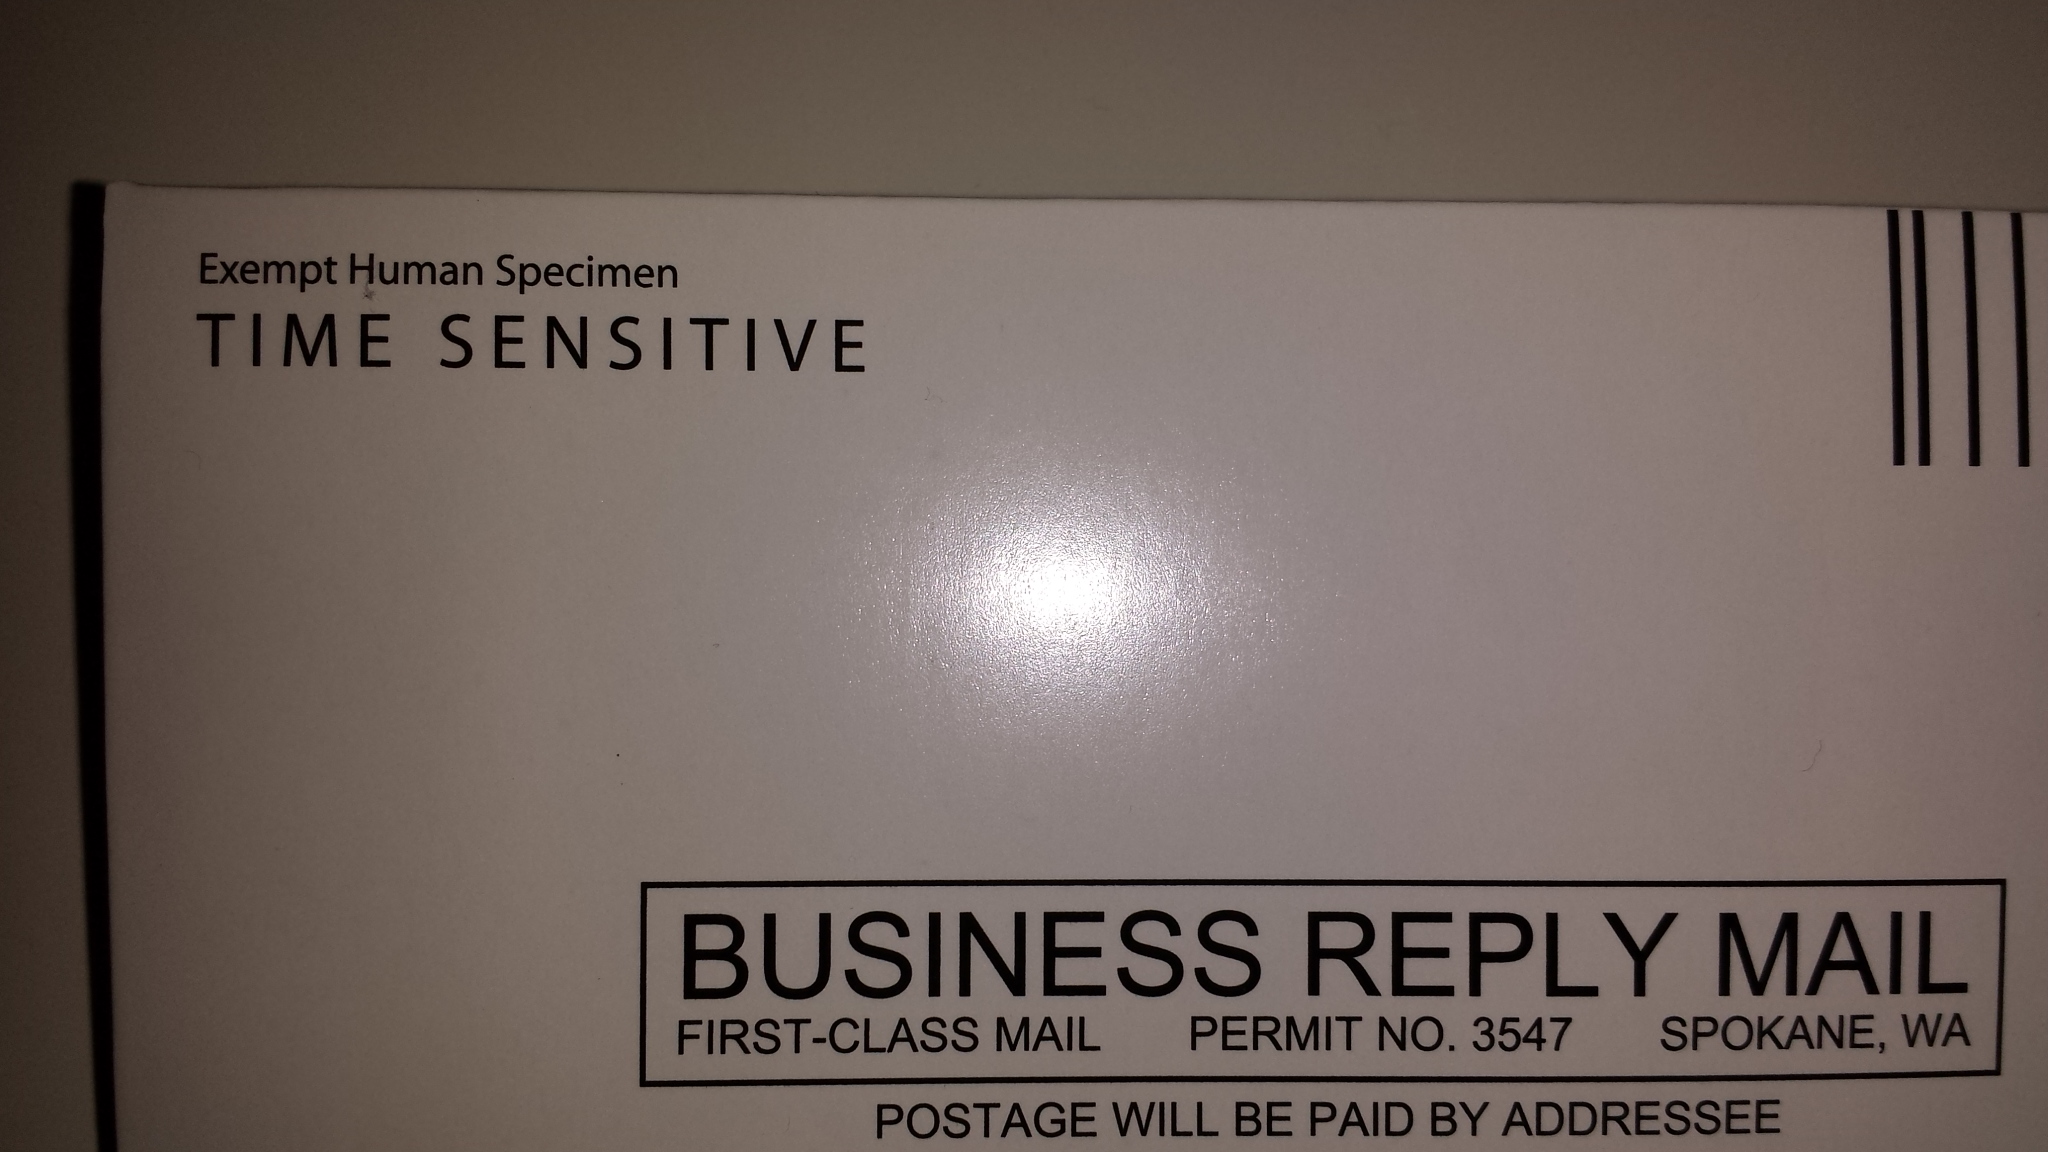 Exempt Human Specimen
TIME SENSITIVE
BUSINESS REPLY MAIL
FIRST-CLASS MAIL PERMIT NO. 3547 SPOKANE, WA
POSTAGE WILL BE PAID BY ADDRESSEE